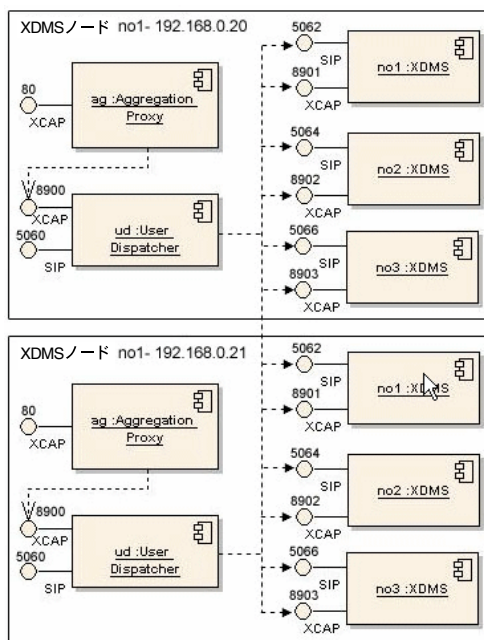 XDMSノード no1- 192.168.0.20
80
XCAP
ag :Aggregation
Proxy
8900
XCAP
5060
SIP
ud :User
Dispatcher
5062
SIP
8901
XCAP
no1 :XDMS
5064
SIP
8902
XCAP
no2 :XDMS
5066
SIP
8903
XCAP
no3 :XDMS
XDMSノード no1- 192.168.0.21
80
XCAP
ag :Aggregation
Proxy
8900
XCAP
5060
SIP
ud :User
Dispatcher
5062
SIP
8901
XCAP
no1 :XDMS
5064
SIP
8902
XCAP
no2 :XDMS
5066
SIP
8903
XCAP
no3 :XDMS